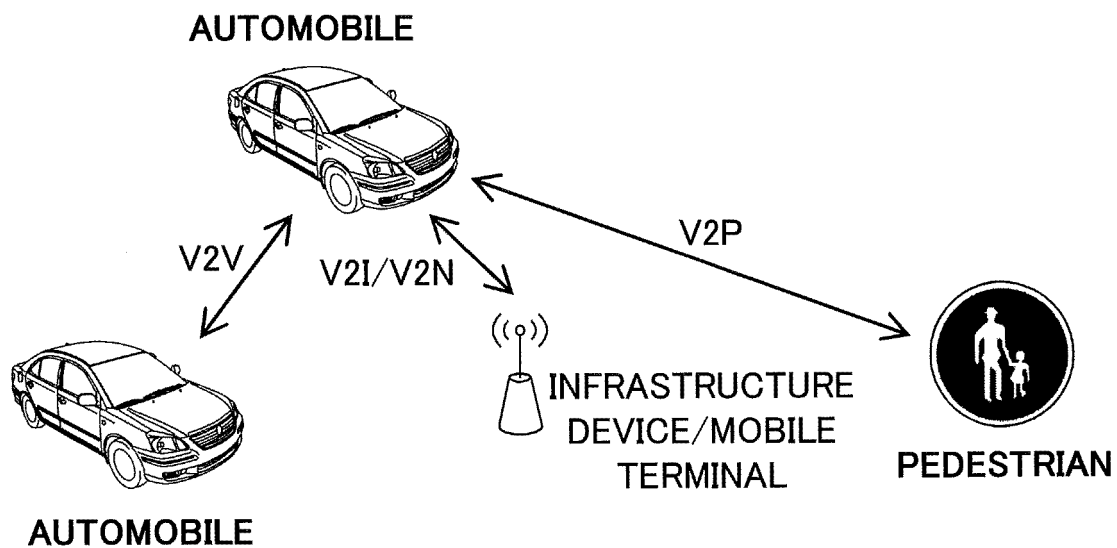 AUTOMOBILE
V2V
V2I/V2N
V2P
INFRASTRUCTURE
DEVICE/MOBILE
TERMINAL
PEDESTRIAN
AUTOMOBILE